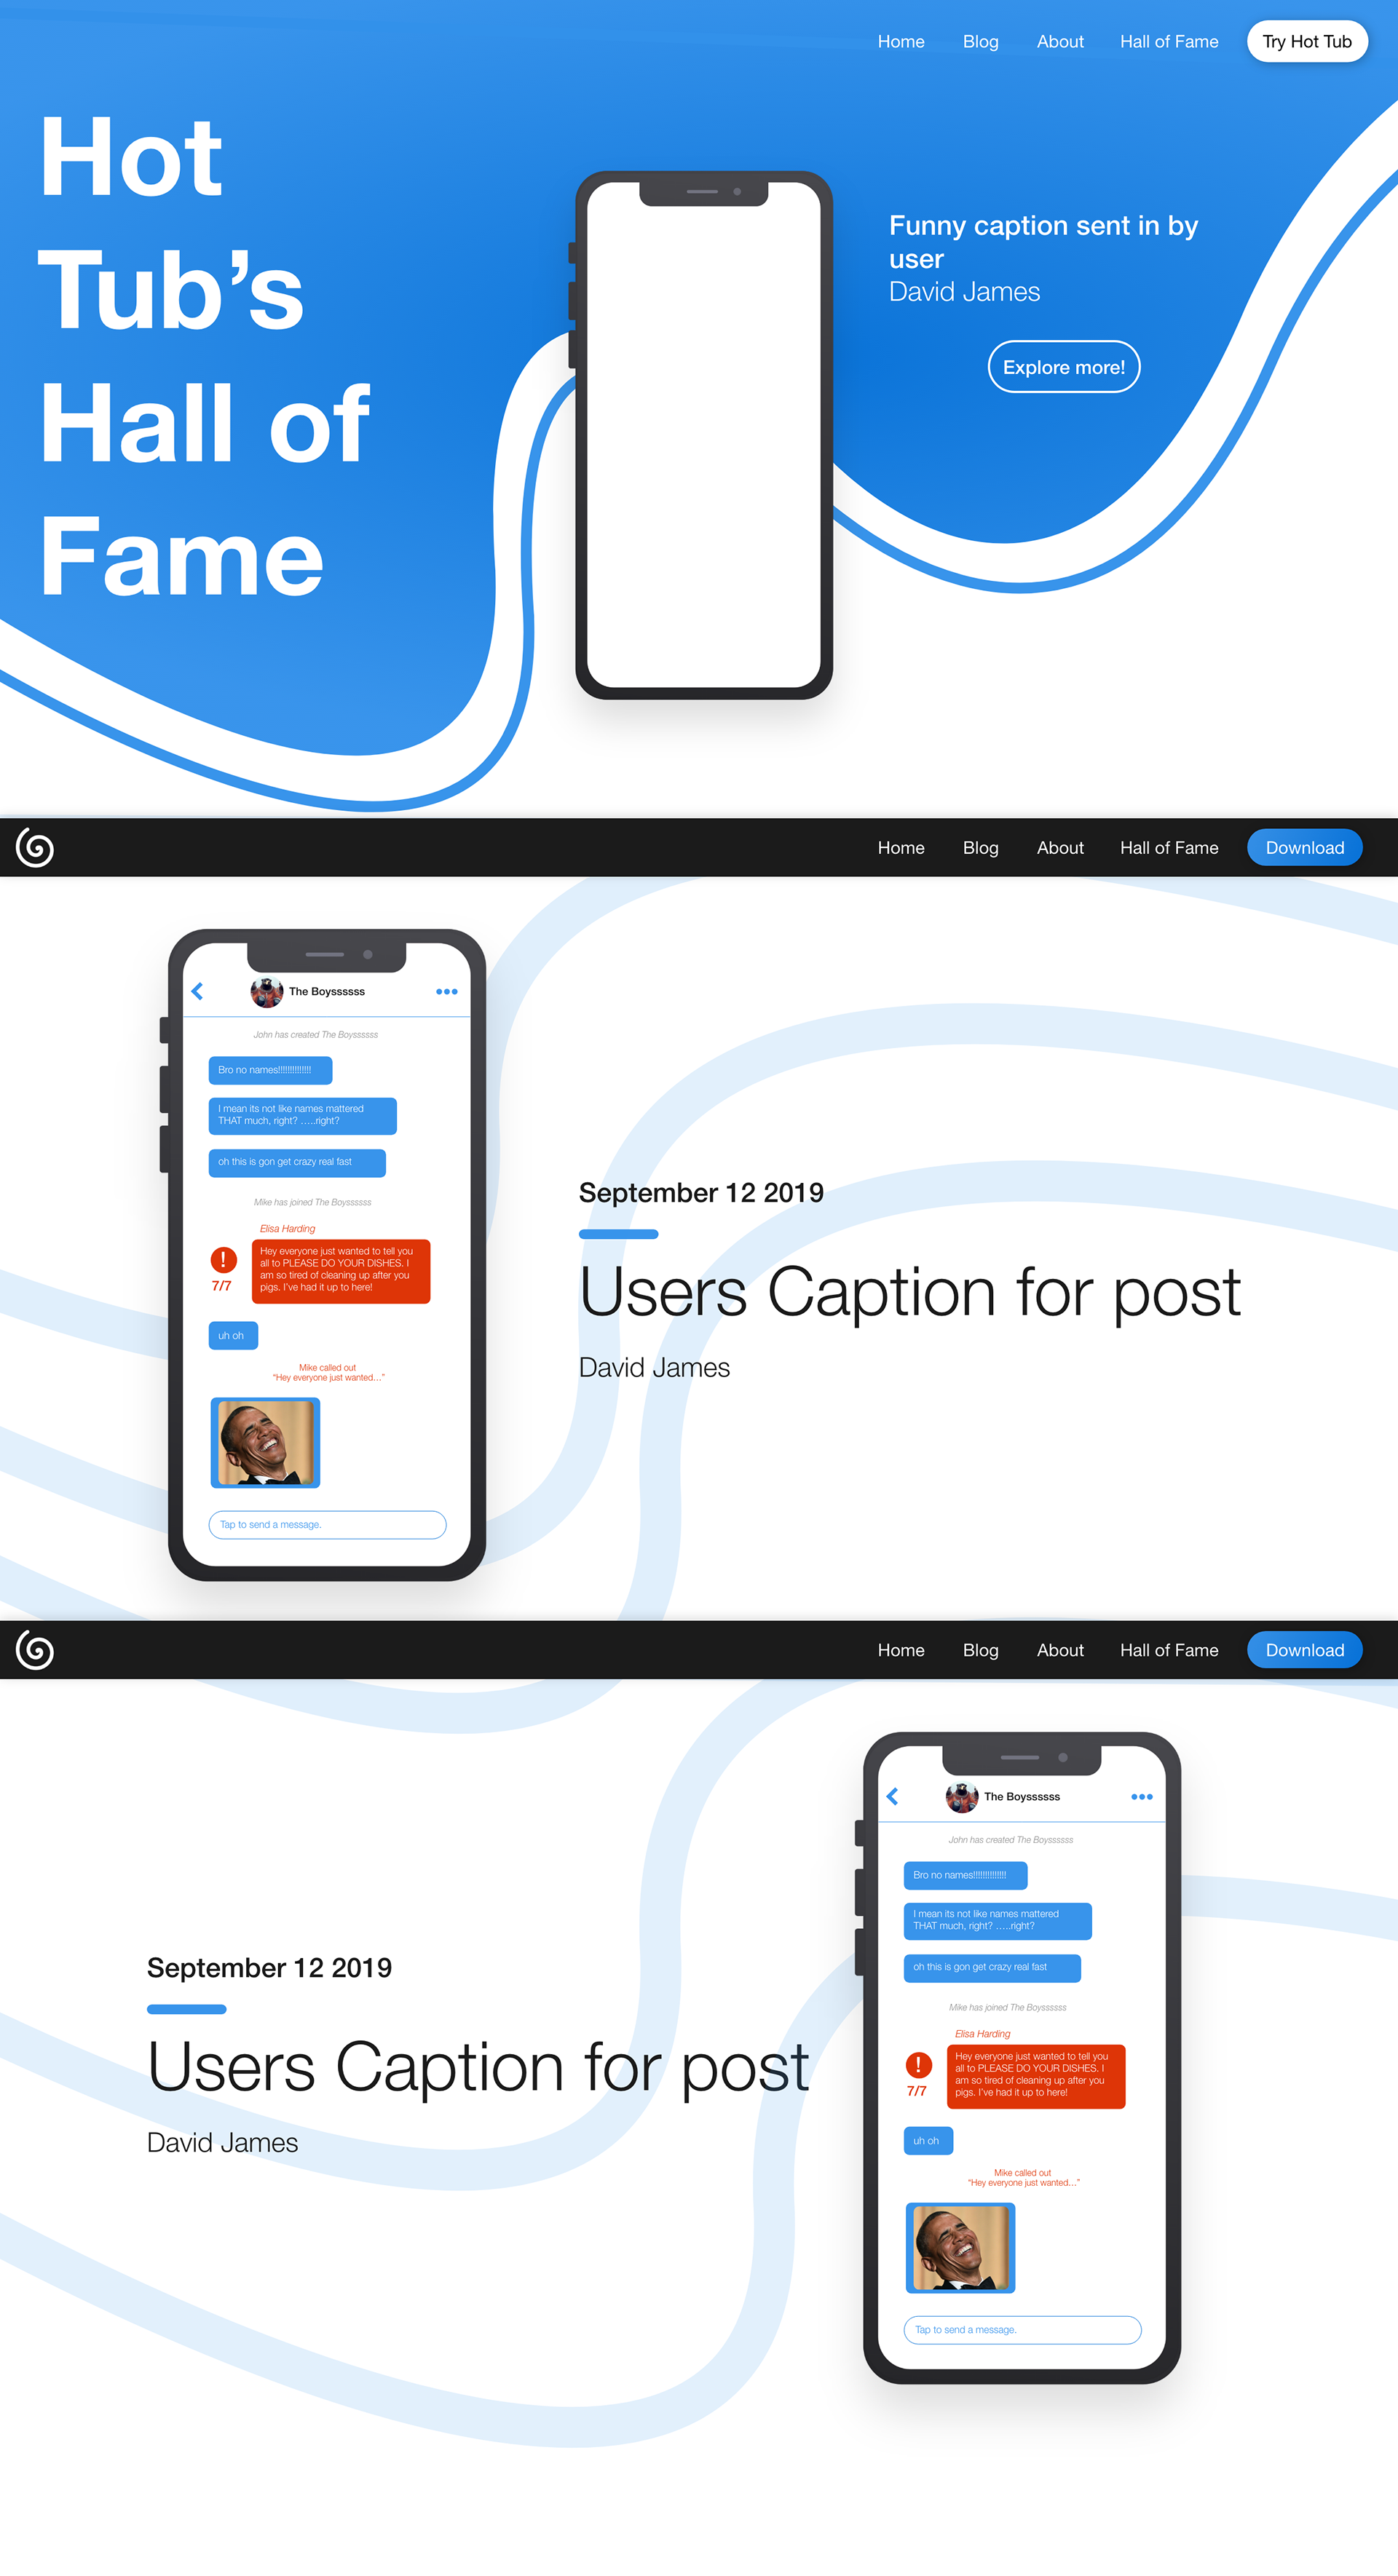 Home Blog About Hall of Fame Try Hot Tub
Hot
Tub’s
Hall of
Fame
Funny caption sent in by
user
David James
Explore more!
Home Blog About Hall of Fame Download
The Boyssssss
John has created The Boyssssss
Bro no names!!!!!!!!!!!!!!!
I mean its not like names mattered
THAT much, right? …..right?
oh this is gon get crazy real fast
Mike has joined The Boyssssss
Elisa Harding
Hey everyone just wanted to tell you
all to PLEASE DO YOUR DISHES. I
am so tired of cleaning up after you
pigs. I've had it up to here!
!
7/7
uh oh
Mike called out
“Hey everyone just wanted…”
Tap to send a message.
September 12 2019
Users Caption for post
David James
Home Blog About Hall of Fame Download
September 12 2019
Users Caption for post
David James
The Boyssssss
John has created The Boyssssss
Bro no names!!!!!!!!!!!!!!!
I mean its not like names mattered
THAT much, right? …..right?
oh this is gon get crazy real fast
Mike has joined The Boyssssss
Elisa Harding
Hey everyone just wanted to tell you
all to PLEASE DO YOUR DISHES. I
am so tired of cleaning up after you
pigs. I've had it up to here!
!
7/7
uh oh
Mike called out
“Hey everyone just wanted…”
Tap to send a message.